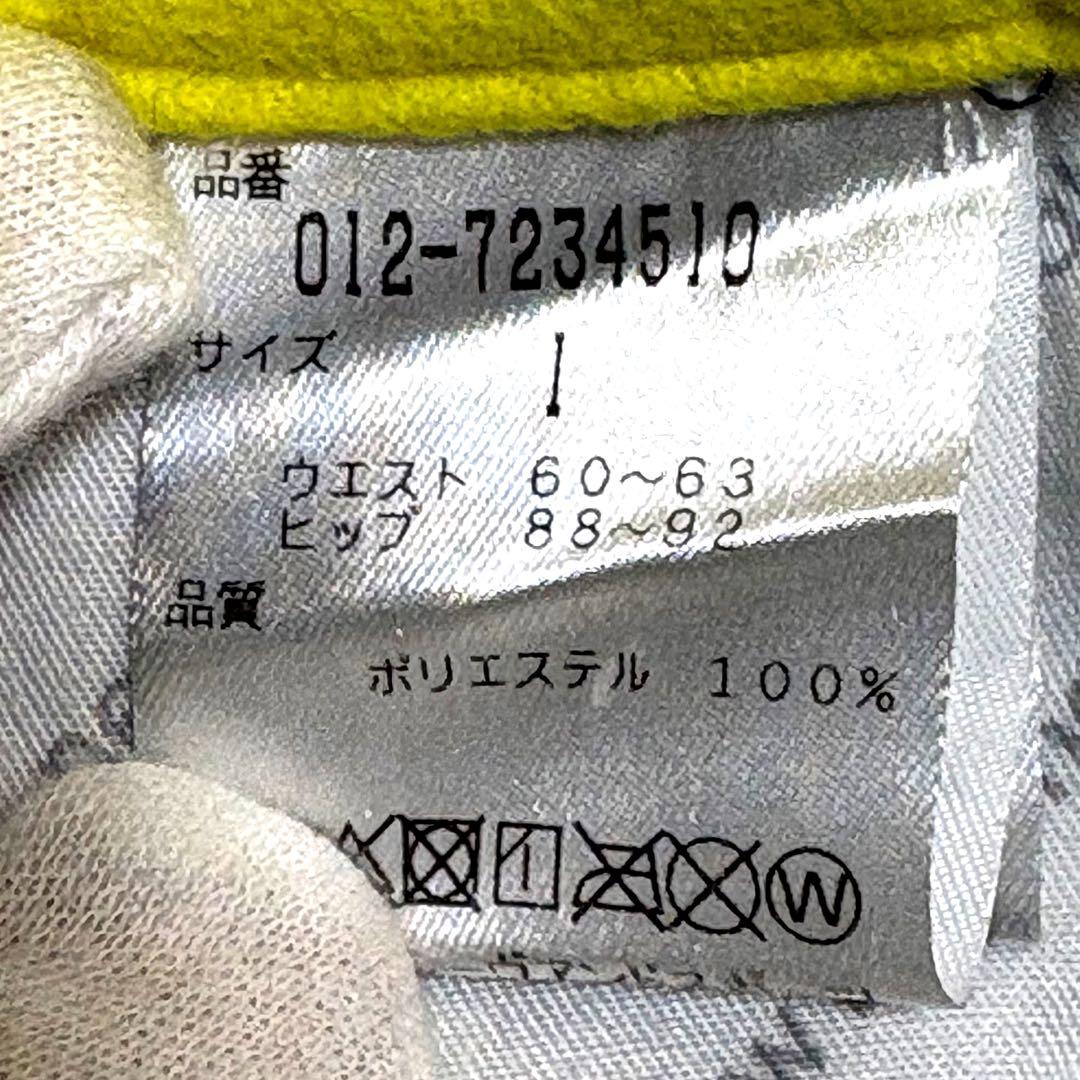 品番
012-7234510
サイズ 1
ウエスト 60~63
ヒップ 88~92
品質
ポリエステル 100%
W